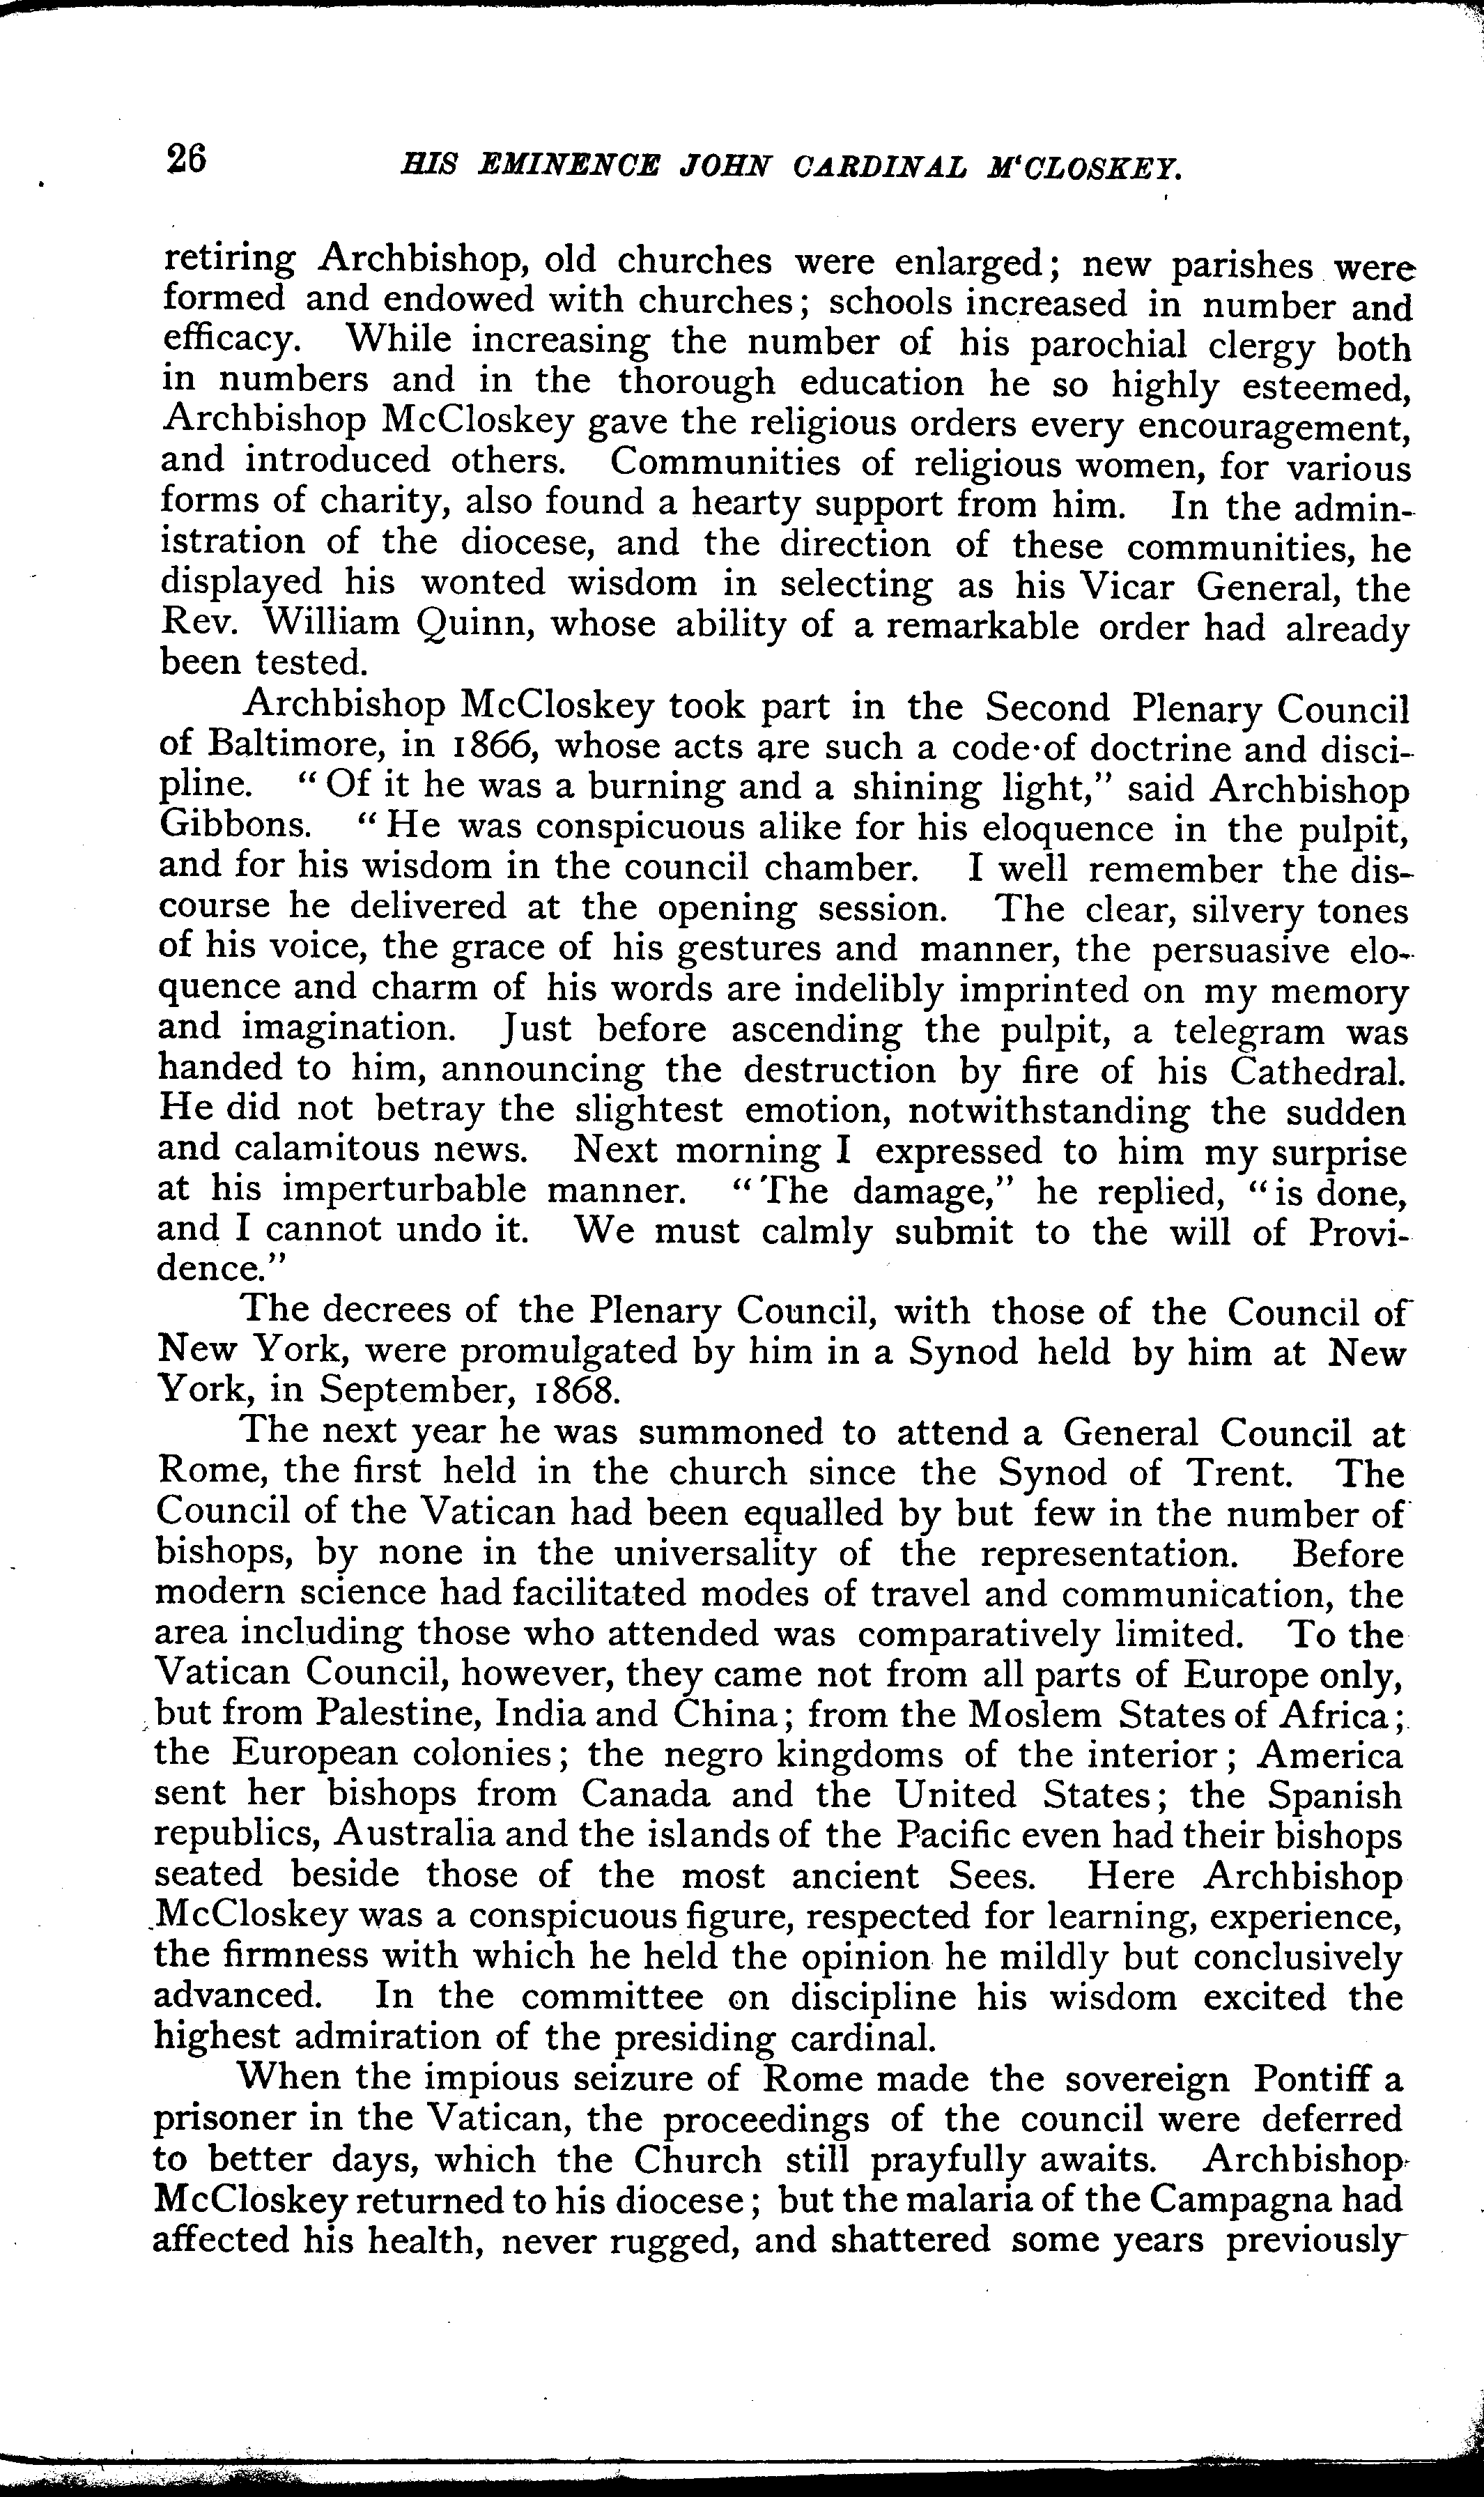 26 HIS EMINENCE JOHN CARDINAL M'CLOSKEY.
retiring Archbishop, old churches were enlarged; new parishes were
formed and endowed with churches; schools increased in number and
efficacy. While increasing the number of his parochial clergy both
in numbers and in the thorough education he so highly esteemed,
Archbishop McCloskey gave the religious orders every encouragement,
and introduced others. Communities of religious women, for various
forms of charity, also found a hearty support from him. In the admin-
istration of the diocese, and the direction of these communities, he
displayed his wonted wisdom in selecting as his Vicar General, the
Rev. William Quinn, whose ability of a remarkable order had already
been tested.
Archbishop McCloskey took part in the Second Plenary Council
of Baltimore, in 1866, whose acts are such a code of doctrine and disci-
pline. "Of it he was a burning and a shining light," said Archbishop
Gibbons. "He was conspicuous alike for his eloquence in the pulpit,
and for his wisdom in the council chamber. I well remember the dis-
course he delivered at the opening session. The clear, silvery tones
of his voice, the grace of his gestures and manner, the persuasive elo-
quence and charm of his words are indelibly imprinted on my memory
and imagination. Just before ascending the pulpit, a telegram was
handed to him, announcing the destruction by fire of his Cathedral.
He did not betray the slightest emotion, notwithstanding the sudden
and calamitous news. Next morning I expressed to him my surprise
at his imperturbable manner. "The damage," he replied, "is done,
and I cannot undo it. We must calmly submit to the will of Provi-
dence."
The decrees of the Plenary Council, with those of the Council of
New York, were promulgated by him in a Synod held by him at New
York, in September, 1868.
The next year he was summoned to attend a General Council at
Rome, the first held in the church since the Synod of Trent. The
Council of the Vatican had been equalled by but few in the number of
bishops, by none in the universality of the representation. Before
modern science had facilitated modes of travel and communication, the
area including those who attended was comparatively limited. To the
Vatican Council, however, they came not from all parts of Europe only,
but from Palestine, India and China; from the Moslem States of Africa;
the European colonies; the negro kingdoms of the interior; America
sent her bishops from Canada and the United States; the Spanish
republics, Australia and the islands of the Pacific even had their bishops
seated beside those of the most ancient Sees. Here Archbishop
McCloskey was a conspicuous figure, respected for learning, experience,
the firmness with which he held the opinion he mildly but conclusively
advanced. In the committee on discipline his wisdom excited the
highest admiration of the presiding cardinal.
When the impious seizure of Rome made the sovereign Pontiff a
prisoner in the Vatican, the proceedings of the council were deferred
to better days, which the Church still prayfully awaits. Archbishop
McCloskey returned to his diocese; but the malaria of the Campagna had
affected his health, never rugged, and shattered some years previously